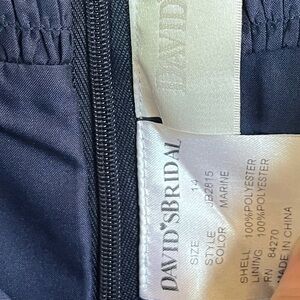 DAVID'S
DAVID'S BRIDAL
SIZE 14
STYLE JB2815
COLOR MARINE
SHELL 100%POLYESTER
LINING 100%POLYESTER
RN 84270
MADE IN CHINA